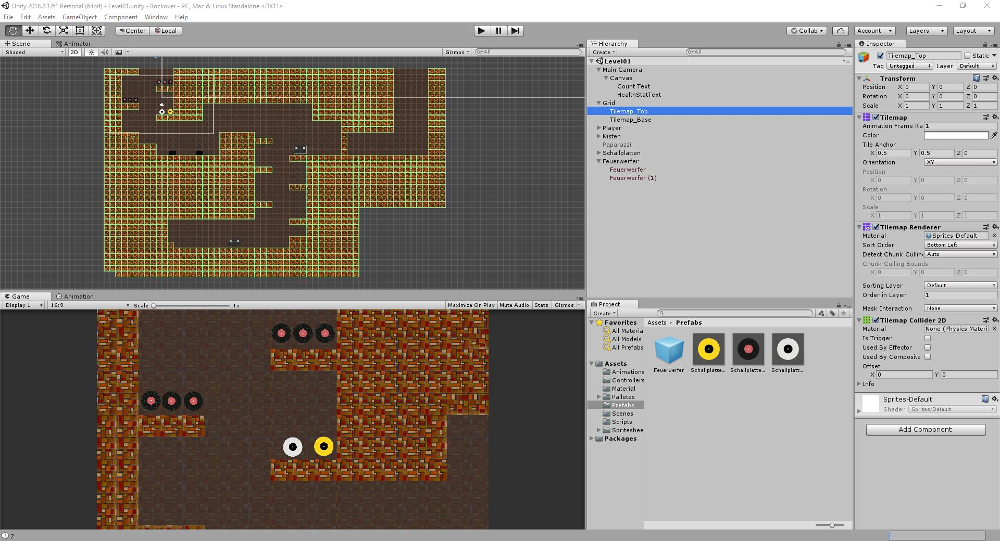 Unity 2018.2.12f1 Personal (64bit) - Level01.unity - Rockover - PC, Mac & Linux Standalone <DX11>
File Edit Assets GameObject Component Window Help
Center Local
Collab Account Layers Layout
Scene Animator
Shaded 2D Gizmos All
Hierarchy
Create All
Level01
Main Camera
Canvas
Count Text
HealthStatText
Grid
Tilemap_Top
Tilemap_Base
Player
Kisten
Paparazzi
Schallplatten
Feuerwerfer
Feuerwerfer
Feuerwerfer (1)
Inspector
Tilemap_Top Static
Tag Untagged Layer Default
Transform
Position X 0 Y 0 Z 0
Rotation X 0 Y 0 Z 0
Scale X 1 Y 1 Z 1
Tilemap
Animation Frame Ra 1
Color
Tile Anchor
X 0.5 Y 0.5 Z 0
Orientation XY
Position
X 0 Y 0 Z 0
Rotation
X 0 Y 0 Z 0
Scale
X 1 Y 1 Z 1
Tilemap Renderer
Material Sprites-Default
Sort Order Bottom Left
Detect Chunk Culling Auto
Chunk Culling Bounds
X 0 Y 0 Z 0
Sorting Layer Default
Order in Layer 1
Mask Interaction None
Tilemap Collider 2D
Material None (Physics Materi
Is Trigger
Used By Effector
Used By Composite
Offset
X 0 Y 0
Info
Sprites-Default
Shader Sprites/Default
Add Component
Game Animation
Display 1 16:9 Scale 1x Maximize On Play Mute Audio Stats Gizmos
Project
Create
Favorites
All Materia
All Models
All Prefabs
Assets
Animations
Controllers
Material
Palletes
Prefabs
Scenes
Scripts
Spriteshee
Packages
Assets ▸ Prefabs
Feuerwerfer Schallplatte... Schallplatte... Schallplatt...
2